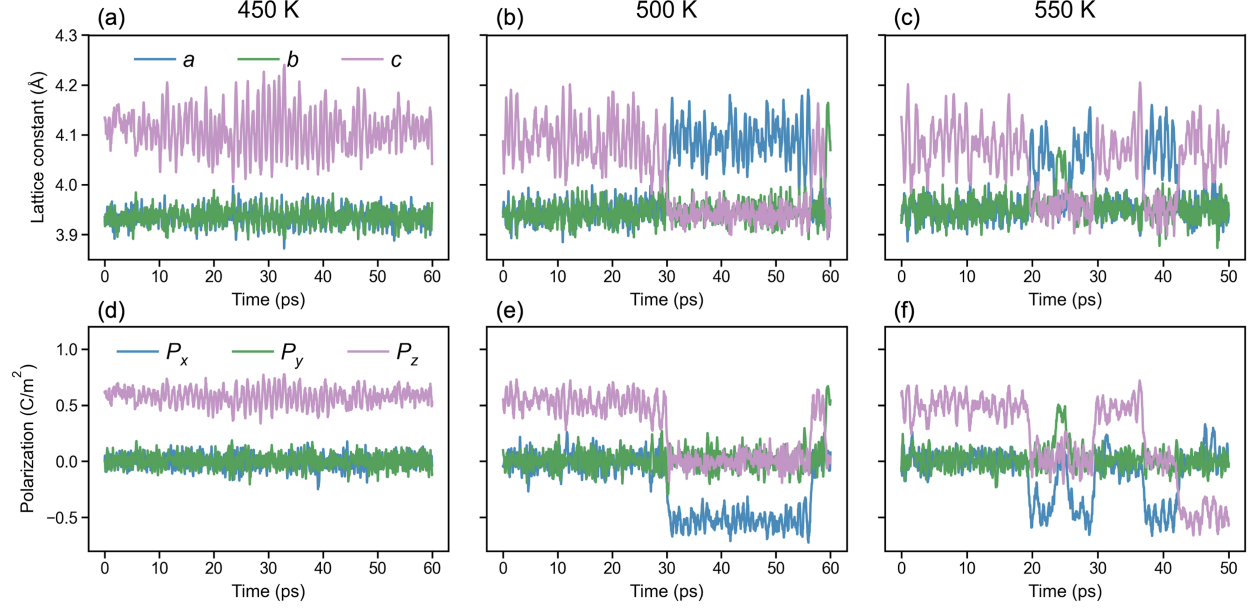 (a) 450 K
(b) 500 K
(c) 550 K
4.3
4.2
4.1
4.0
3.9
Lattice constant (Å)
a b c
0 10 20 30 40 50 60
Time (ps)
0 10 20 30 40 50 60
Time (ps)
0 10 20 30 40 50
Time (ps)
(d)
(e)
(f)
1.0
0.5
0.0
−0.5
Polarization (C/m²)
Pₓ Py P_z
0 10 20 30 40 50 60
Time (ps)
0 10 20 30 40 50 60
Time (ps)
0 10 20 30 40 50
Time (ps)